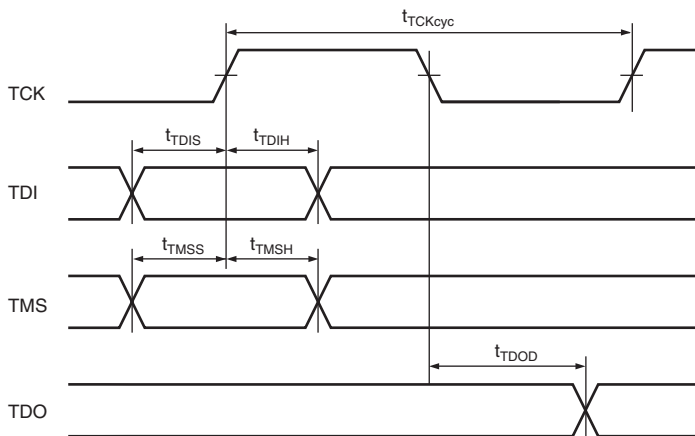 tTCKcyc
TCK
tTDIS tTDIH
TDI
tTMSS tTMSH
TMS
tTDOD
TDO